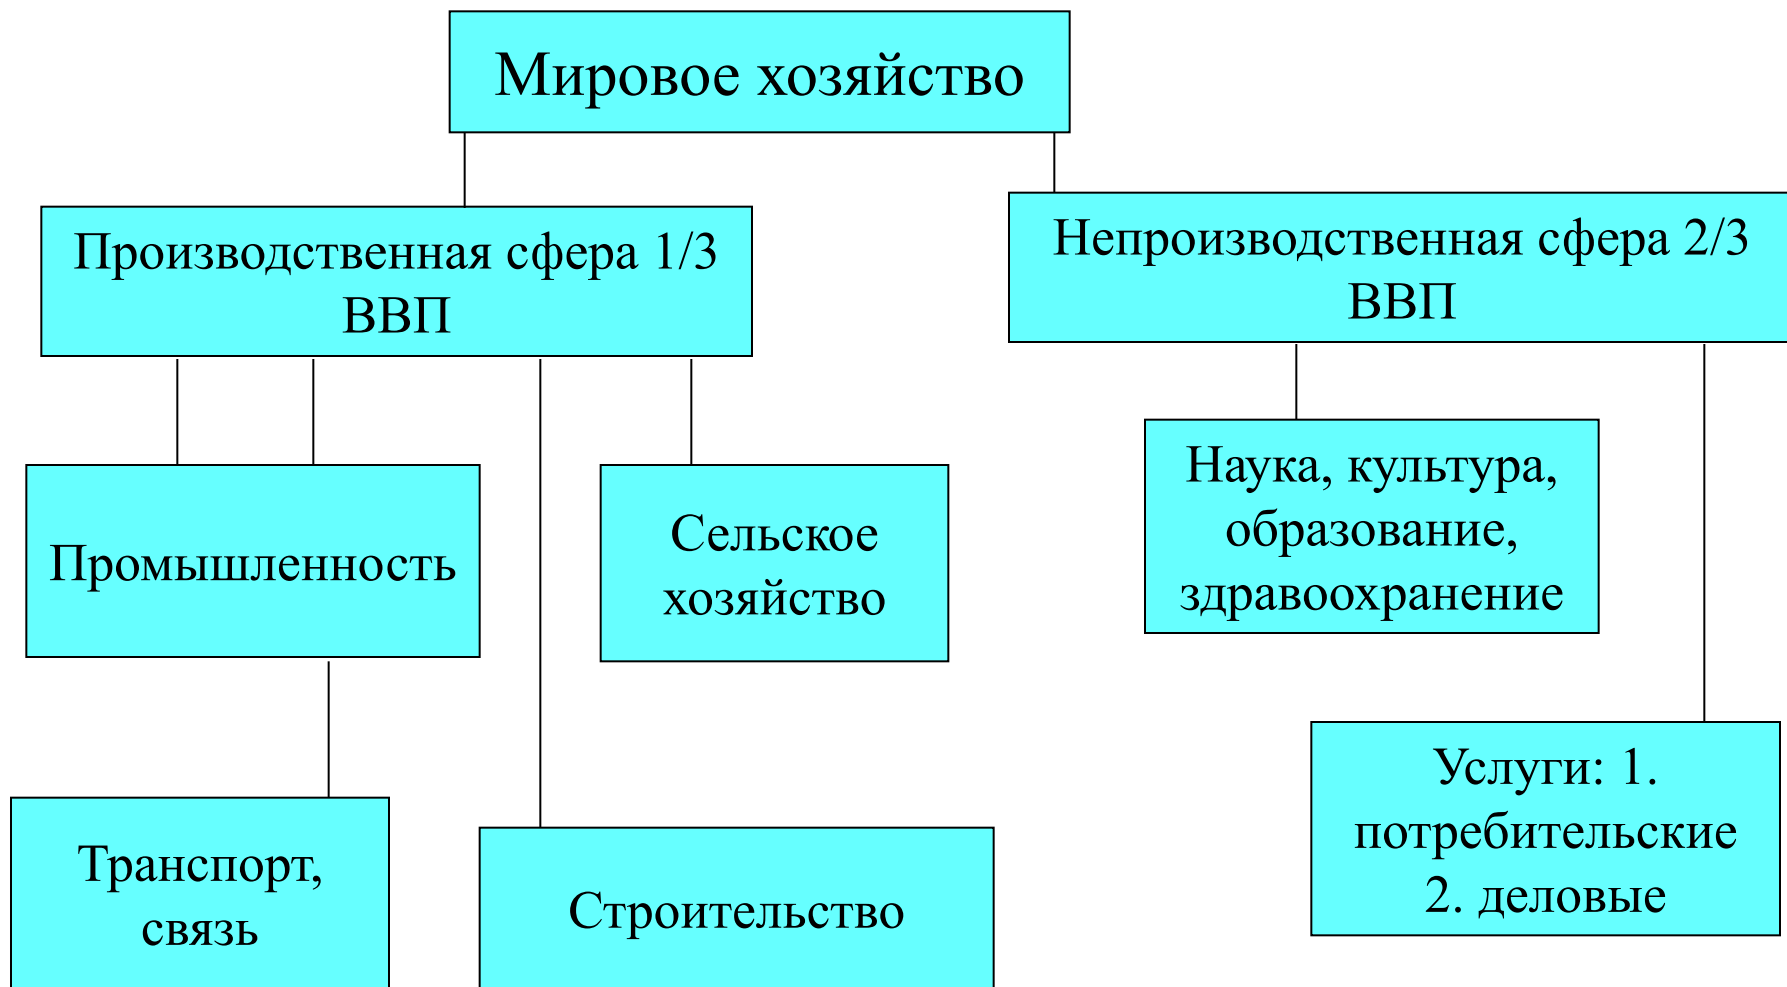 Мировое хозяйство
Производственная сфера 1/3
ВВП
Непроизводственная сфера 2/3
ВВП
Промышленность
Сельское
хозяйство
Наука, культура,
образование,
здравоохранение
Транспорт,
связь
Строительство
Услуги: 1.
потребительские
2. деловые